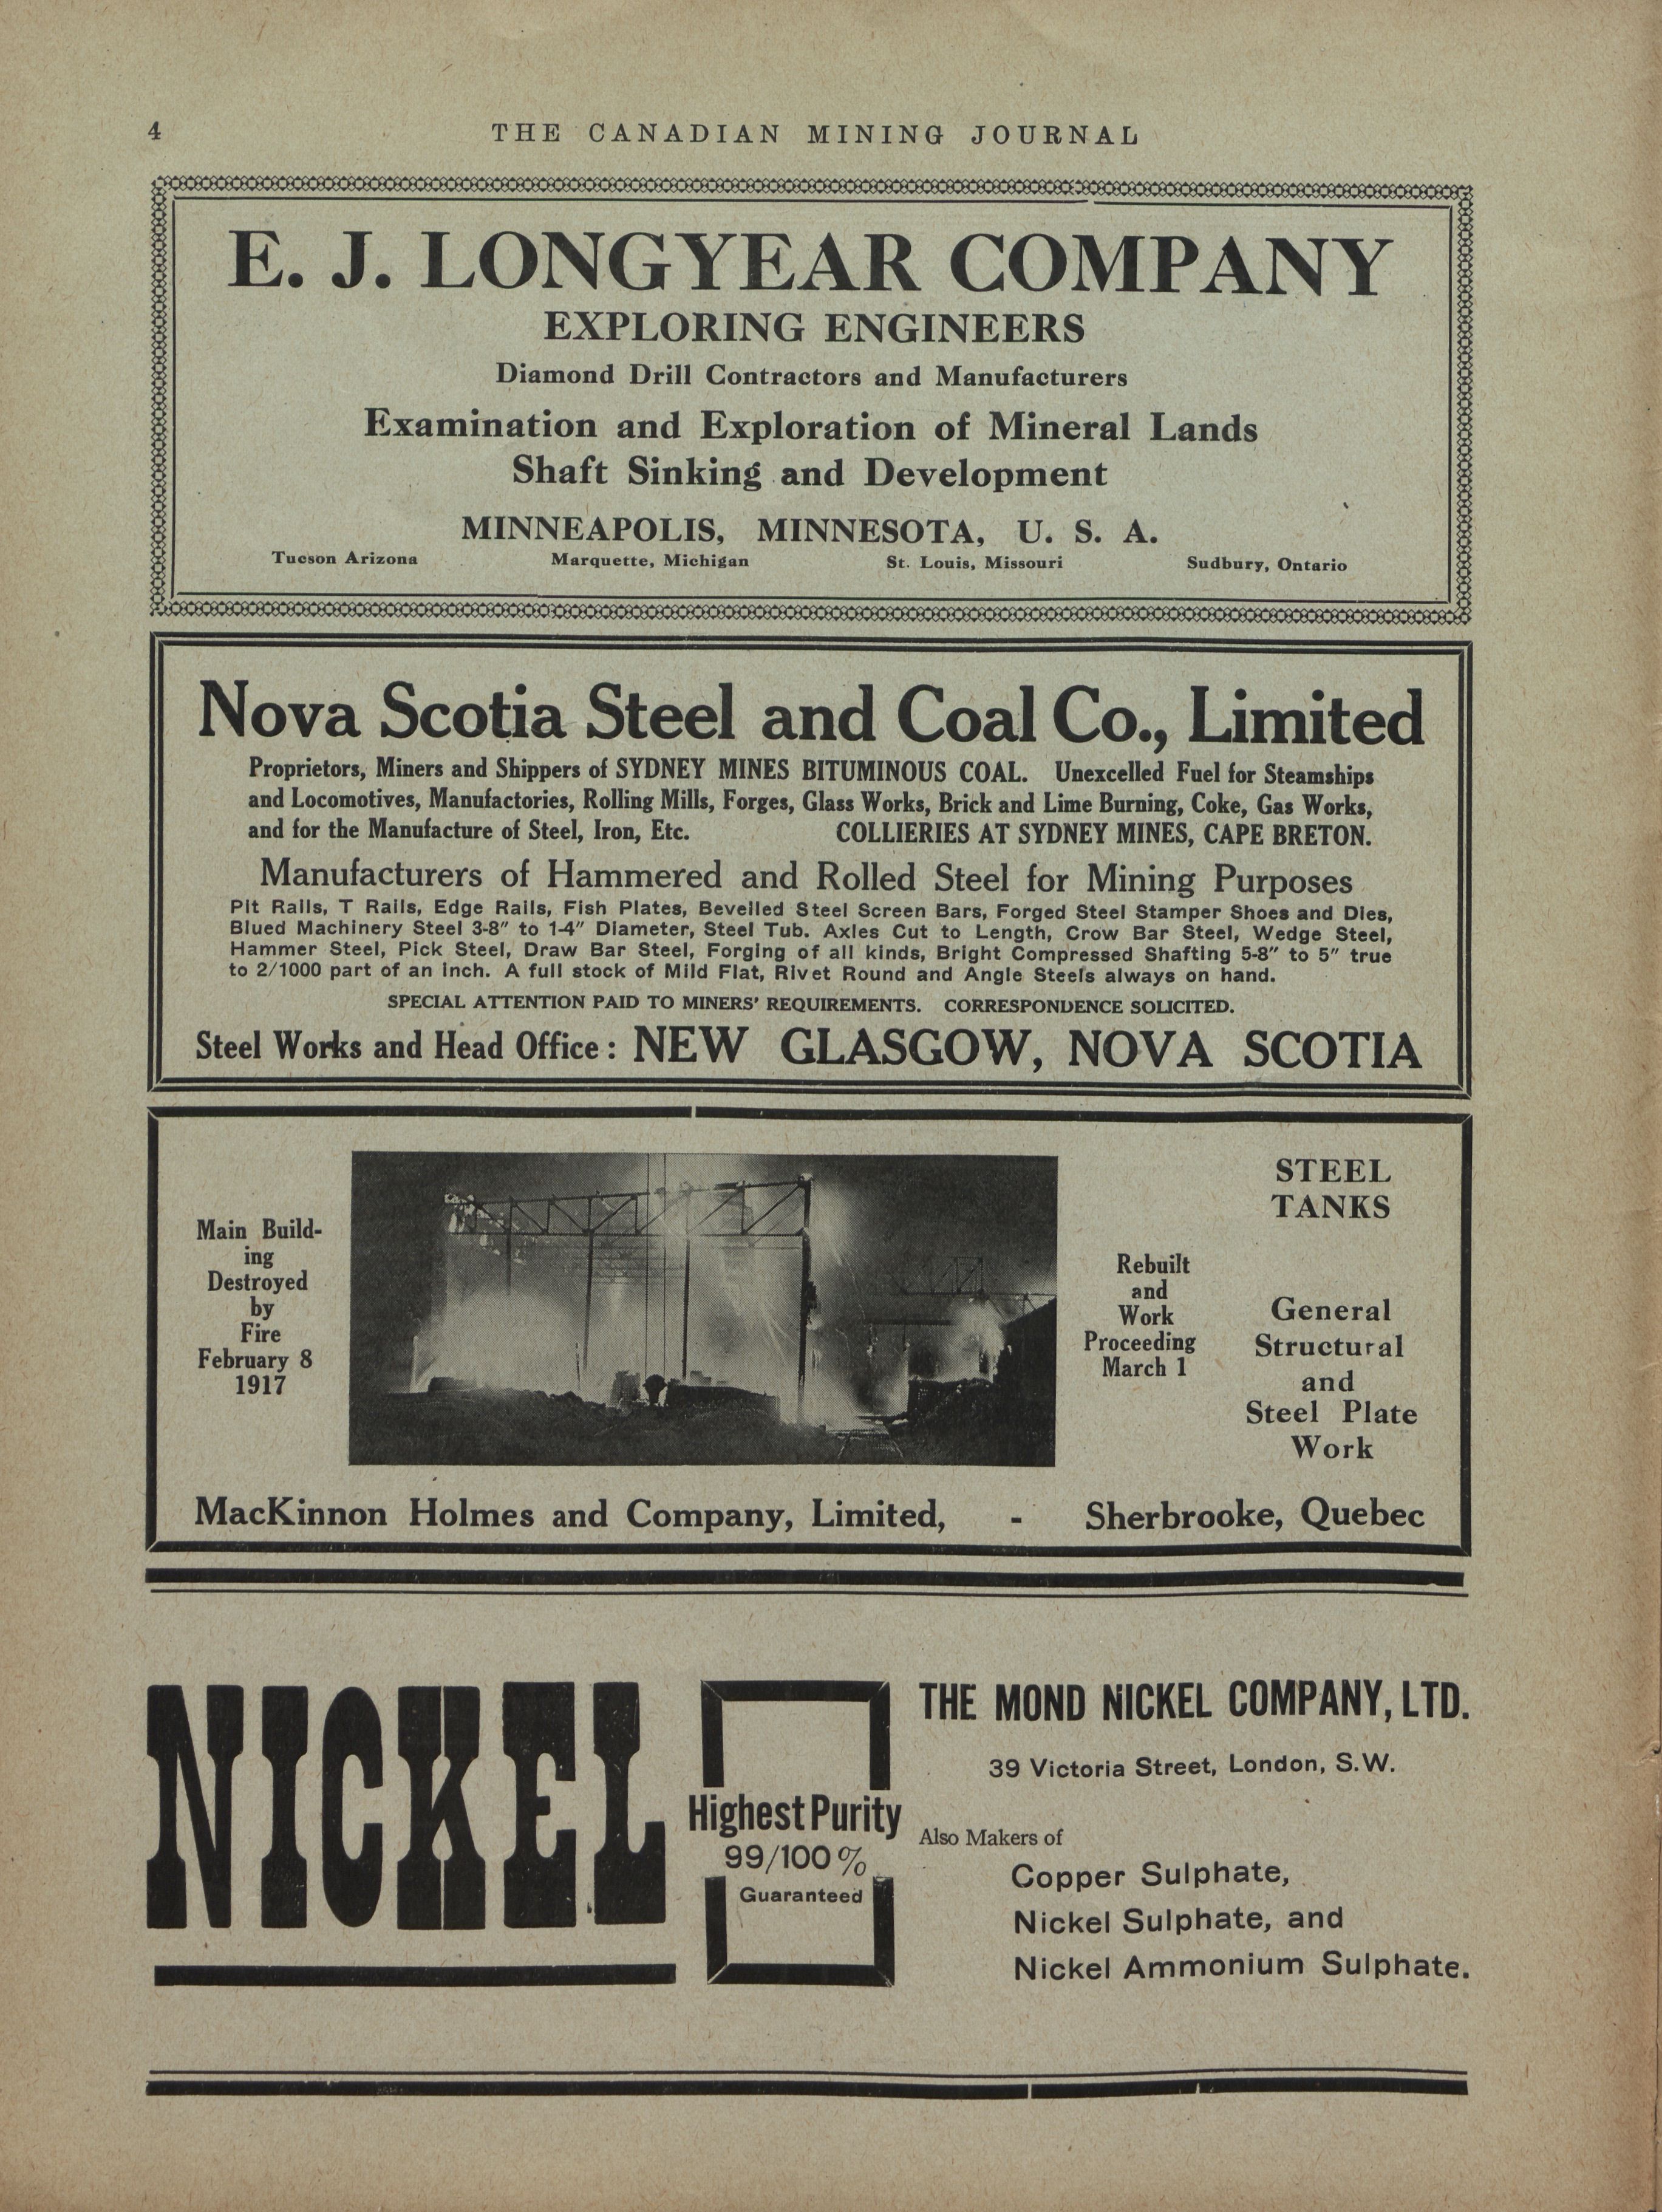 4
THE CANADIAN MINING JOURNAL
E. J. LONGYEAR COMPANY
EXPLORING ENGINEERS
Diamond Drill Contractors and Manufacturers
Examination and Exploration of Mineral Lands
Shaft Sinking and Development
MINNEAPOLIS, MINNESOTA, U. S. A.
Tucson Arizona Marquette, Michigan St. Louis, Missouri Sudbury, Ontario
Nova Scotia Steel and Coal Co., Limited
Proprietors, Miners and Shippers of SYDNEY MINES BITUMINOUS COAL. Unexcelled Fuel for Steamships
and Locomotives, Manufactories, Rolling Mills, Forges, Glass Works, Brick and Lime Burning, Coke, Gas Works,
and for the Manufacture of Steel, Iron, Etc. COLLIERIES AT SYDNEY MINES, CAPE BRETON.
Manufacturers of Hammered and Rolled Steel for Mining Purposes
Pit Rails, T Rails, Edge Rails, Fish Plates, Bevelled Steel Screen Bars, Forged Steel Stamper Shoes and Dies,
Blued Machinery Steel 3-8″ to 1-4″ Diameter, Steel Tub. Axles Cut to Length, Crow Bar Steel, Wedge Steel,
Hammer Steel, Pick Steel, Draw Bar Steel, Forging of all kinds, Bright Compressed Shafting 5-8″ to 5″ true
to 2/1000 part of an inch. A full stock of Mild Flat, Rivet Round and Angle Steels always on hand.
SPECIAL ATTENTION PAID TO MINERS' REQUIREMENTS. CORRESPONDENCE SOLICITED.
Steel Works and Head Office: NEW GLASGOW, NOVA SCOTIA
Main Build-
ing
Destroyed
by
Fire
February 8
1917
Rebuilt
and
Work
Proceeding
March 1
STEEL
TANKS
General
Structural
and
Steel Plate
Work
MacKinnon Holmes and Company, Limited, - Sherbrooke, Quebec
NICKEL
Highest Purity
99/100 %
Guaranteed
THE MOND NICKEL COMPANY, LTD.
39 Victoria Street, London, S.W.
Also Makers of
Copper Sulphate,
Nickel Sulphate, and
Nickel Ammonium Sulphate.